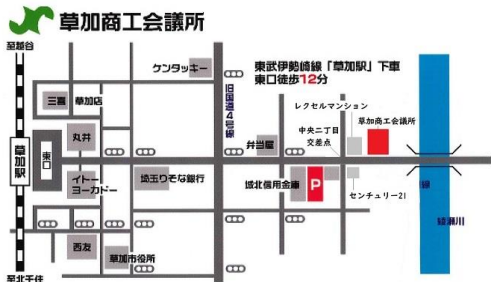 草加商工会議所
至越谷
ケンタッキー
東武伊勢崎線「草加駅」下車
東口徒歩12分
三喜
草加店
旧国道4号線
レクセルマンション
丸井
弁当屋
中央二丁目
交差点
草加商工会議所
草加駅
東口
イトー
ヨーカドー
埼玉りそな銀行
城北信用金庫
P
センチュリー21
綾瀬川
西友
草加市役所
至北千住